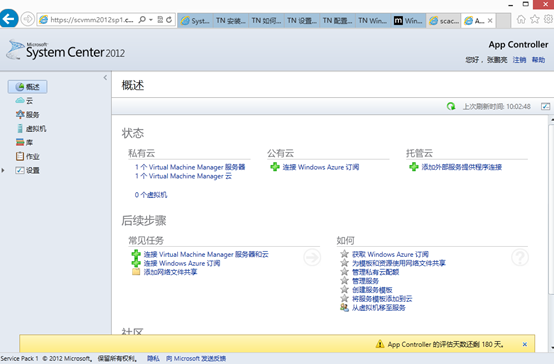 https://scvmm2012sp1.c...
Syst...
TN 安装...
TN 如何...
TN 设置...
TN 配置...
TN Win...
Win...
scac...
A...
Microsoft
System Center 2012
App Controller
您好，张鹏亮 注销 帮助
概述
云
服务
虚拟机
库
作业
设置
概述
上次刷新时间: 10:02:48
状态
私有云
公有云
托管云
1 个 Virtual Machine Manager 服务器
连接 Windows Azure 订阅
添加外部服务提供程序连接
1 个 Virtual Machine Manager 云
0 个虚拟机
后续步骤
常见任务
如何
连接 Virtual Machine Manager 服务器和云
获取 Windows Azure 订阅
连接 Windows Azure 订阅
为模板和资源使用网络文件共享
添加网络文件共享
管理私有云配额
管理服务
创建服务模板
将服务模板添加到云
从虚拟机移至服务
社区
App Controller 的评估天数还剩 180 天。
Service Pack 1 © 2012 Microsoft。 保留所有权利。 隐私 向 Microsoft 发送反馈